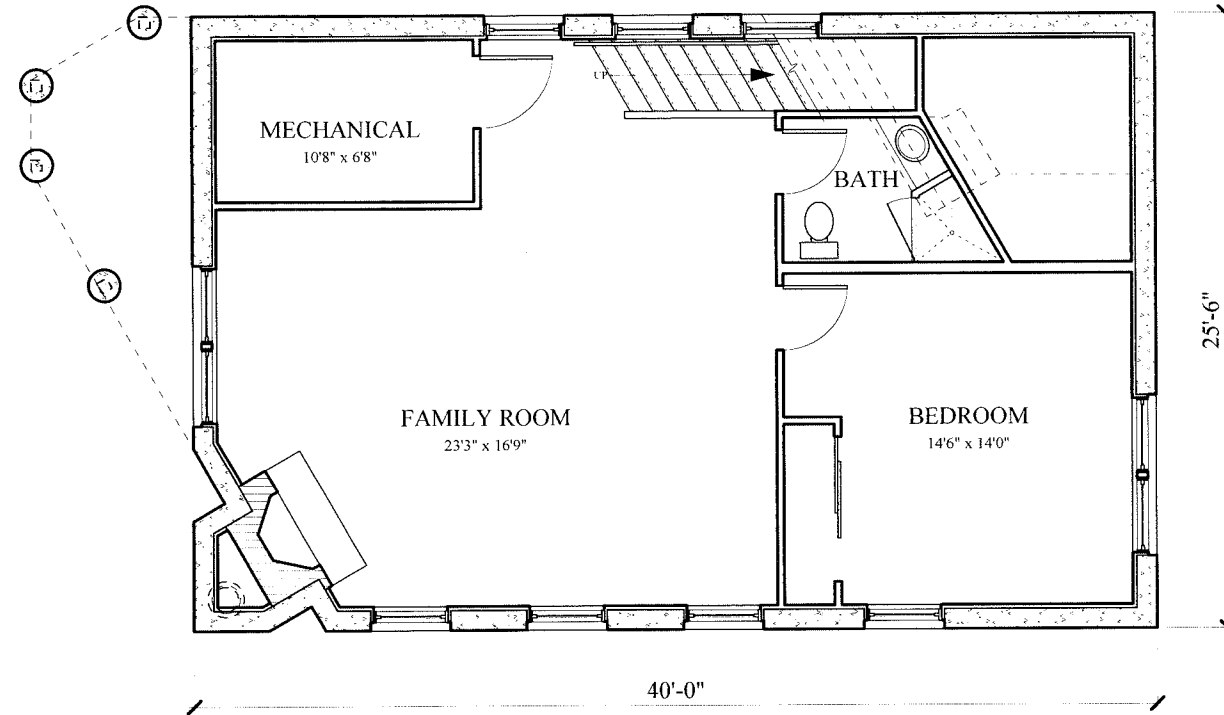 UP
MECHANICAL
10'8" x 6'8"
BATH
25'-6"
FAMILY ROOM
23'3" x 16'9"
BEDROOM
14'6" x 14'0"
40'-0"